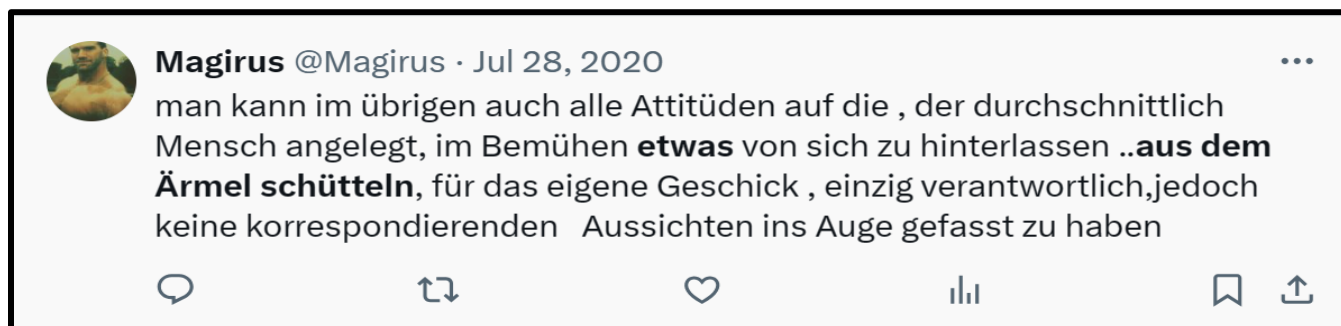 Magirus @Magirus · Jul 28, 2020
man kann im übrigen auch alle Attitüden auf die , der durchschnittlich
Mensch angelegt, im Bemühen etwas von sich zu hinterlassen ..aus dem
Ärmel schütteln, für das eigene Geschick , einzig verantwortlich,jedoch
keine korrespondierenden   Aussichten ins Auge gefasst zu haben